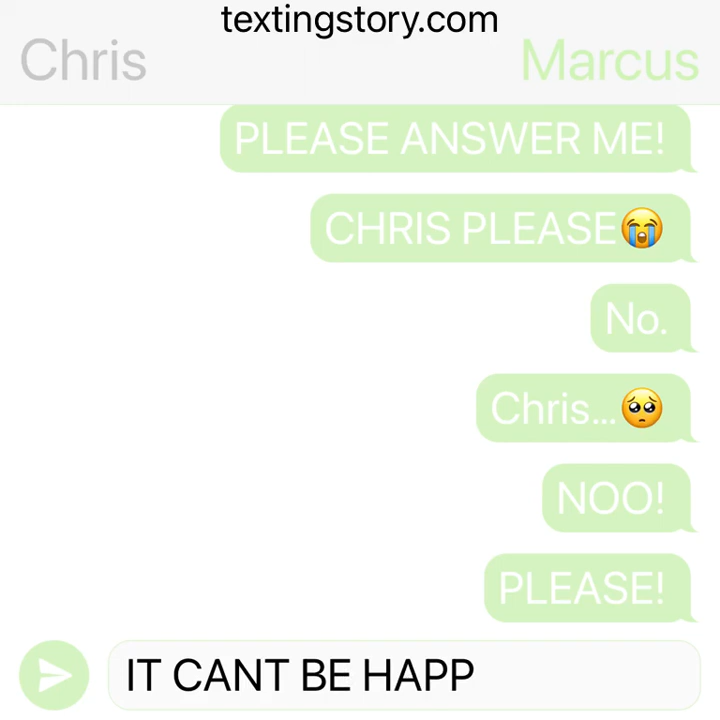 textingstory.com
Chris
Marcus
PLEASE ANSWER ME!
CHRIS PLEASE😭
No.
Chris...🥺
NOO!
PLEASE!
IT CANT BE HAPP